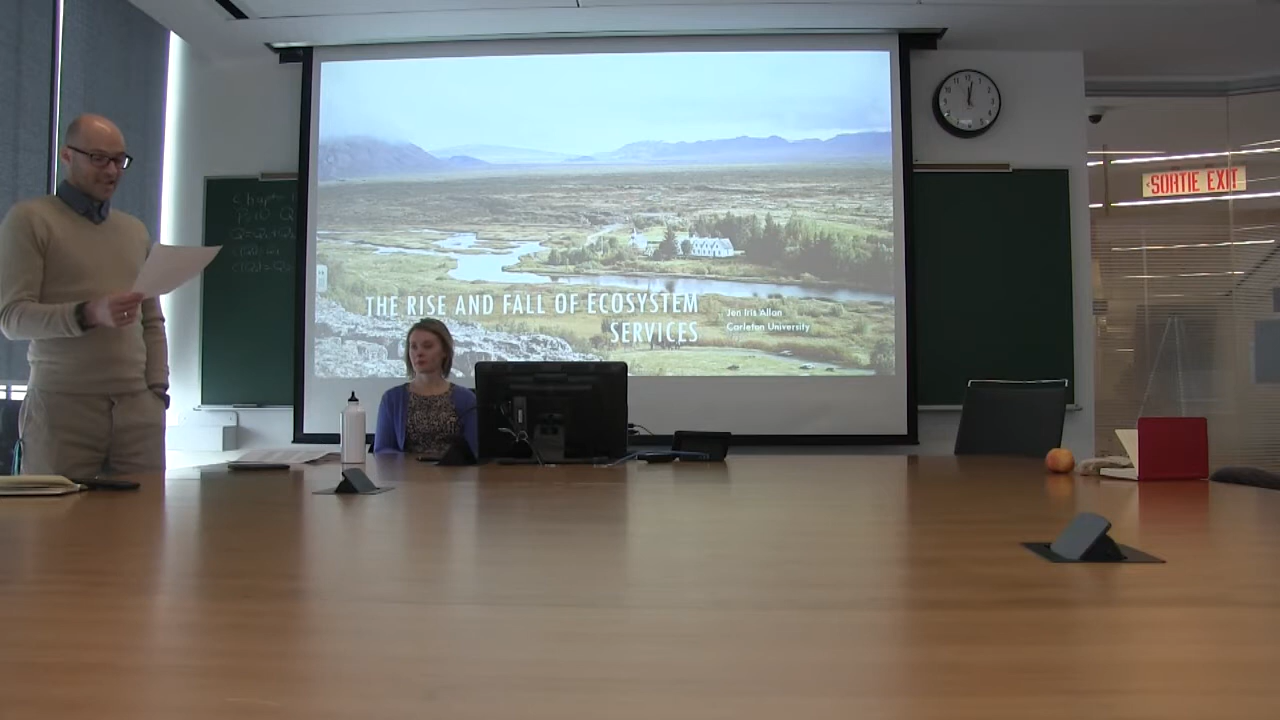 THE RISE AND FALL OF ECOSYSTEM
SERVICES
Jen Iris Allan
Carleton University
SORTIE EXIT